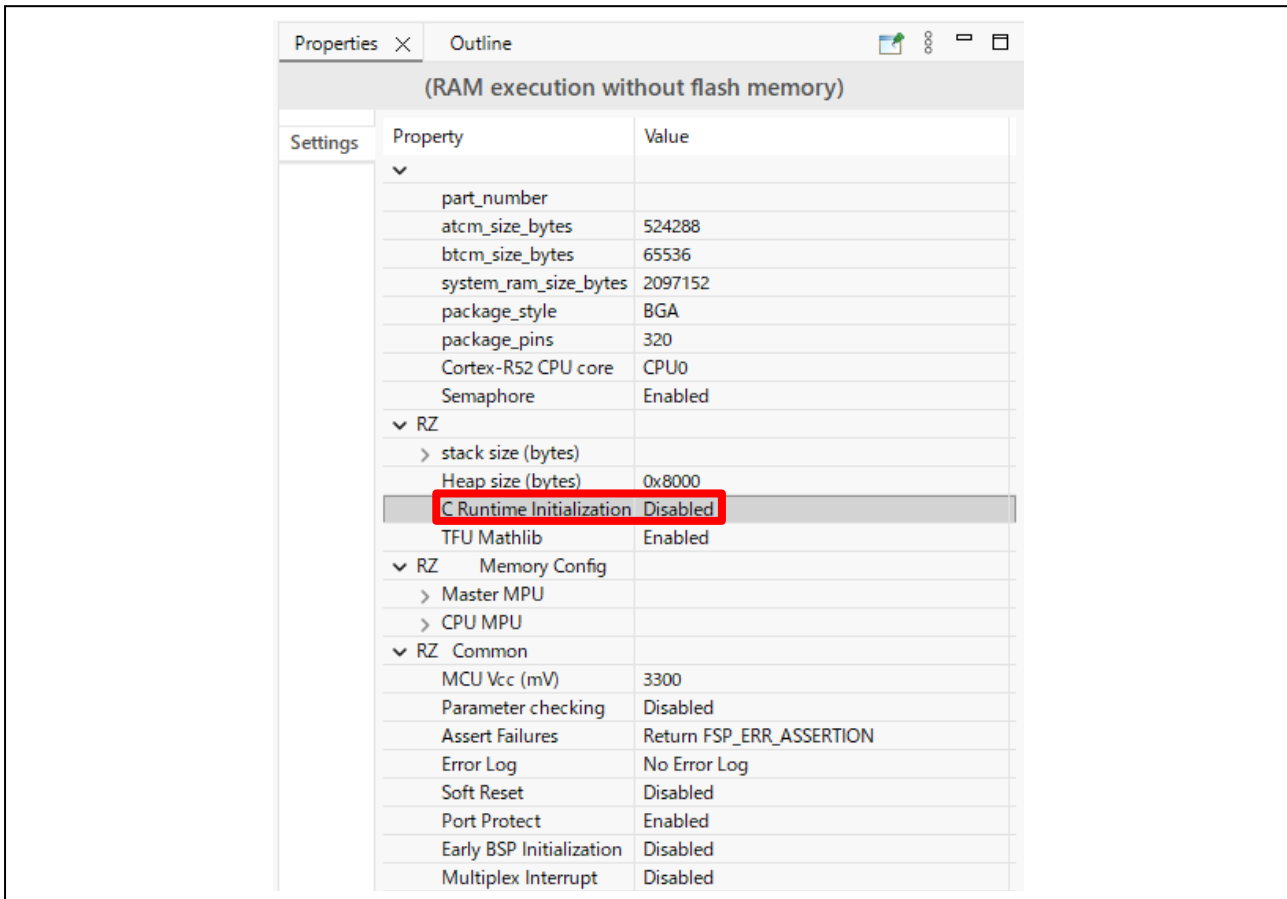 Properties Outline
(RAM execution without flash memory)
Settings Property Value
part_number
atcm_size_bytes 524288
btcm_size_bytes 65536
system_ram_size_bytes 2097152
package_style BGA
package_pins 320
Cortex-R52 CPU core CPU0
Semaphore Enabled
RZ
stack size (bytes)
Heap size (bytes) 0x8000
C Runtime Initialization Disabled
TFU Mathlib Enabled
RZ Memory Config
Master MPU
CPU MPU
RZ Common
MCU Vcc (mV) 3300
Parameter checking Disabled
Assert Failures Return FSP_ERR_ASSERTION
Error Log No Error Log
Soft Reset Disabled
Port Protect Enabled
Early BSP Initialization Disabled
Multiplex Interrupt Disabled